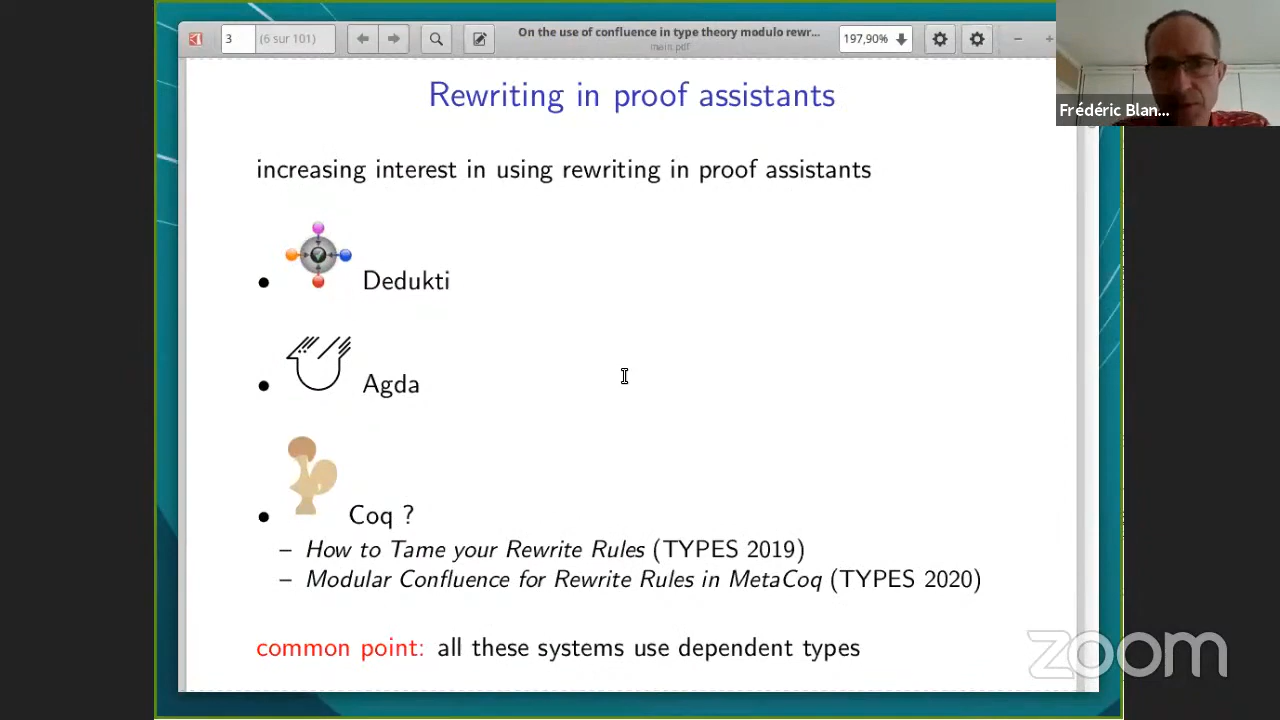 3
(6 sur 101)
On the use of confluence in type theory modulo rewr...
main.pdf
197,90%
Frédéric Blan...
Rewriting in proof assistants
increasing interest in using rewriting in proof assistants
• Dedukti
• Agda
• Coq ?
– How to Tame your Rewrite Rules (TYPES 2019)
– Modular Confluence for Rewrite Rules in MetaCoq (TYPES 2020)
common point: all these systems use dependent types
zoom